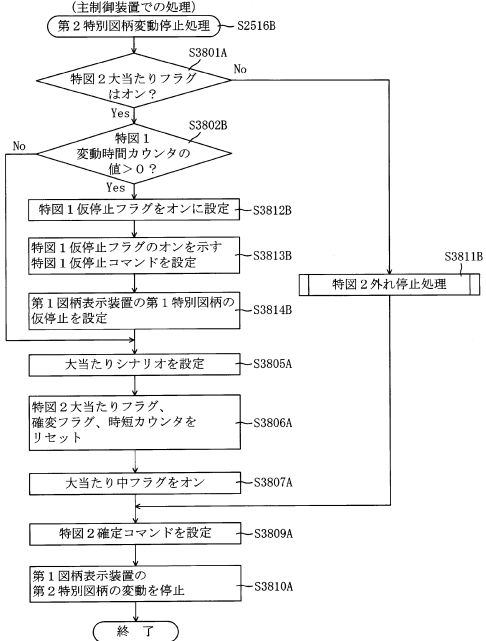 (主制御装置での処理)
第2特別図柄変動停止処理
S2516B
S3801A
特図2大当たりフラグ
はオン？
No
Yes
S3802B
特図1
変動時間カウンタの
値＞0？
No
Yes
特図1仮停止フラグをオンに設定
S3812B
特図1仮停止フラグのオンを示す
特図1仮停止コマンドを設定
S3813B
S3811B
特図2外れ停止処理
第1図柄表示装置の第1特別図柄の
仮停止を設定
S3814B
大当たりシナリオを設定
S3805A
特図2大当たりフラグ、
確変フラグ、時短カウンタを
リセット
S3806A
大当たり中フラグをオン
S3807A
特図2確定コマンドを設定
S3809A
第1図柄表示装置の
第2特別図柄の変動を停止
S3810A
終 了